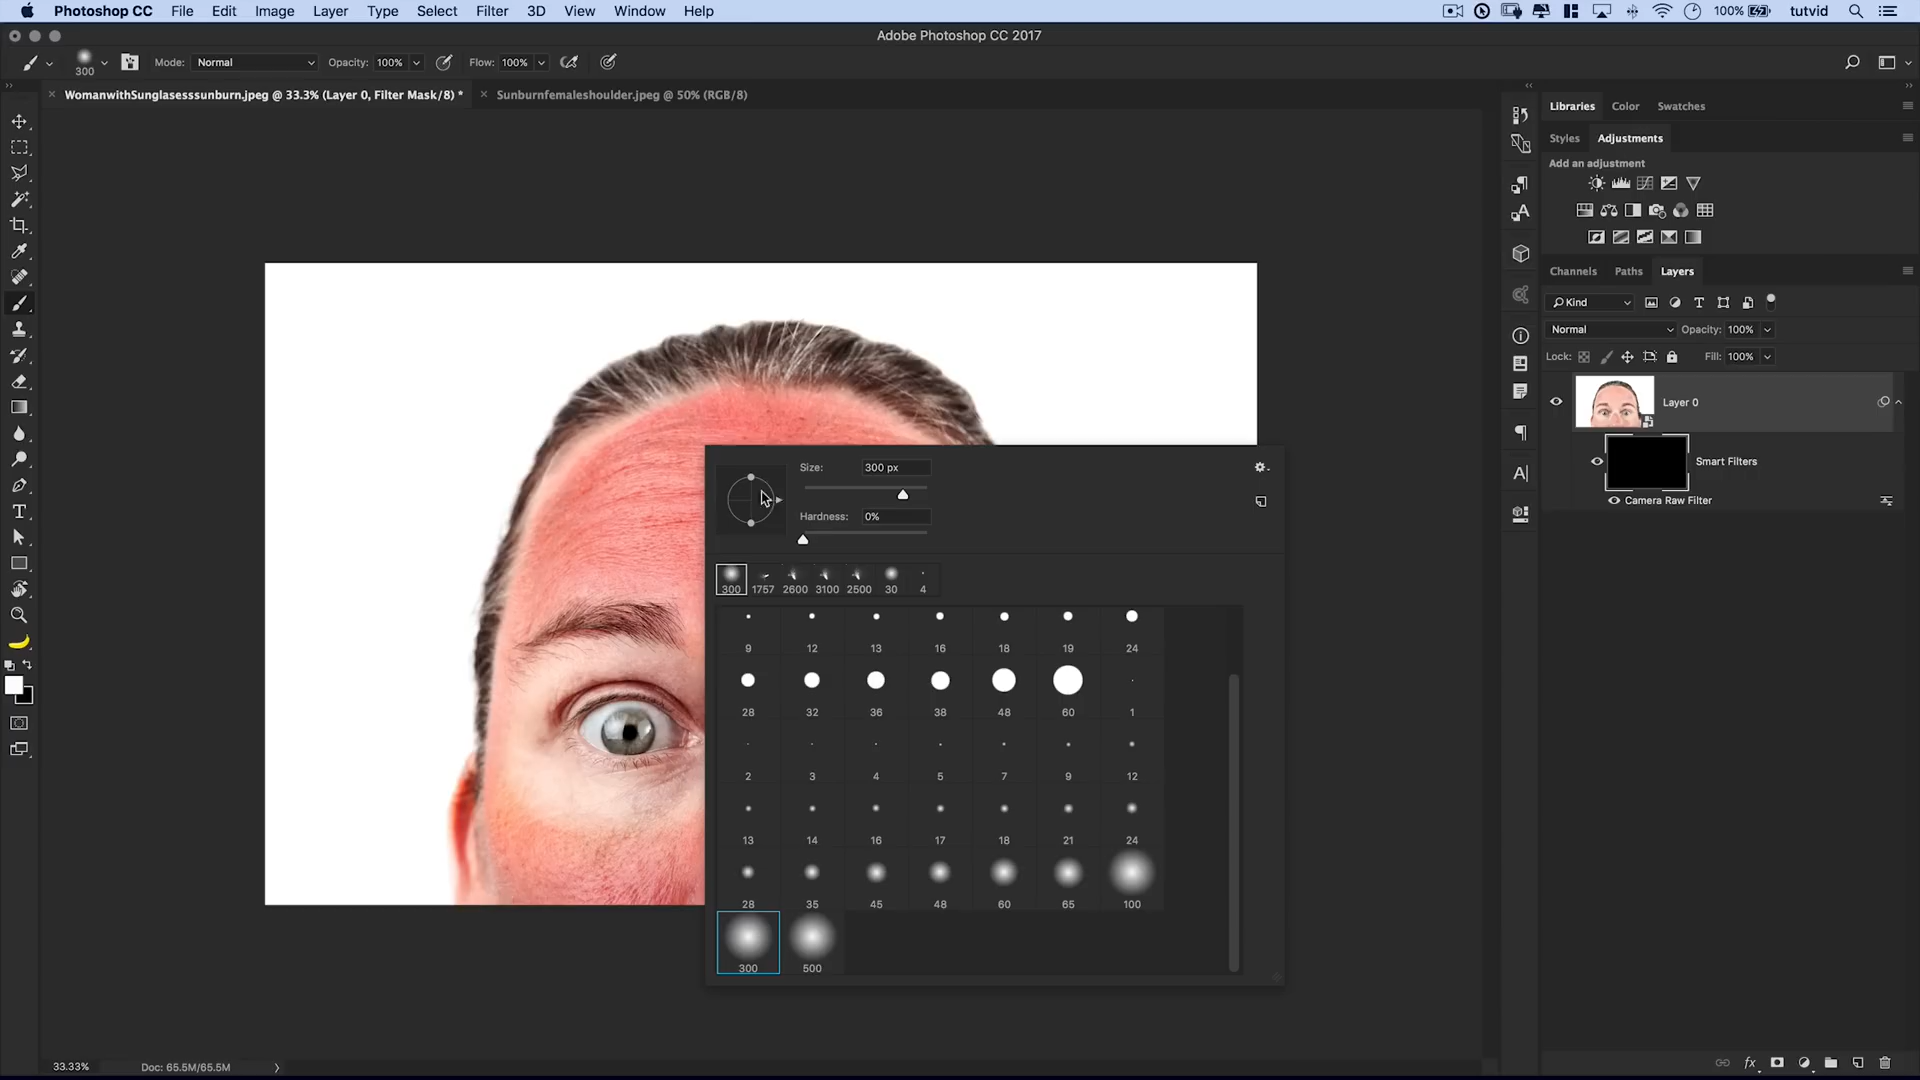 Photoshop CC File Edit Image Layer Type Select Filter 3D View Window Help 100% tutvid
Adobe Photoshop CC 2017
300 Mode: Normal Opacity: 100% Flow: 100%
WomanwithSunglasesssunburn.jpeg @ 33.3% (Layer 0, Filter Mask/8) * Sunburnfemaleshoulder.jpeg @ 50% (RGB/8)
Libraries Color Swatches
Styles Adjustments
Add an adjustment
Channels Paths Layers
Kind
Normal Opacity: 100%
Lock: Fill: 100%
Layer 0
Smart Filters
Camera Raw Filter
Size: 300 px
Hardness: 0%
300 1757 2600 3100 2500 30 4
9 12 13 16 18 19 24
28 32 36 38 48 60 1
2 3 4 5 7 9 12
13 14 16 17 18 21 24
28 35 45 48 60 65 100
300 500
33.33% Doc: 65.5M/65.5M